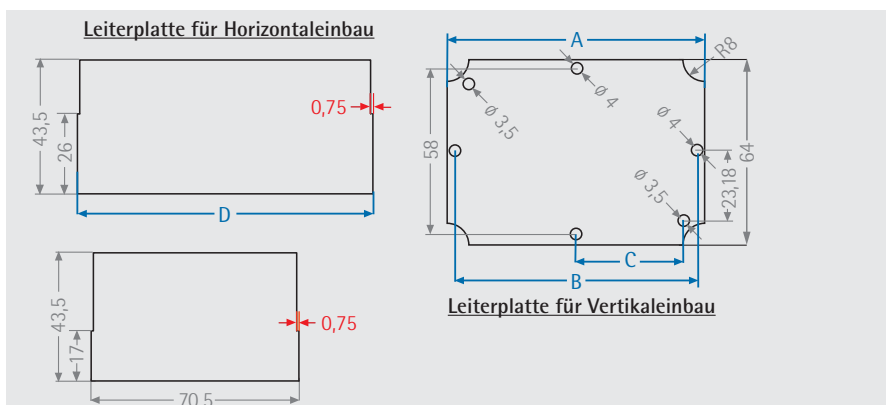 Leiterplatte für Horizontaleinbau
43,5
26
0,75
D
43,5
17
0,75
70,5
A
R8
ø 4
ø 3,5
58
ø 4
64
23,18
ø 3,5
C
B
Leiterplatte für Vertikaleinbau